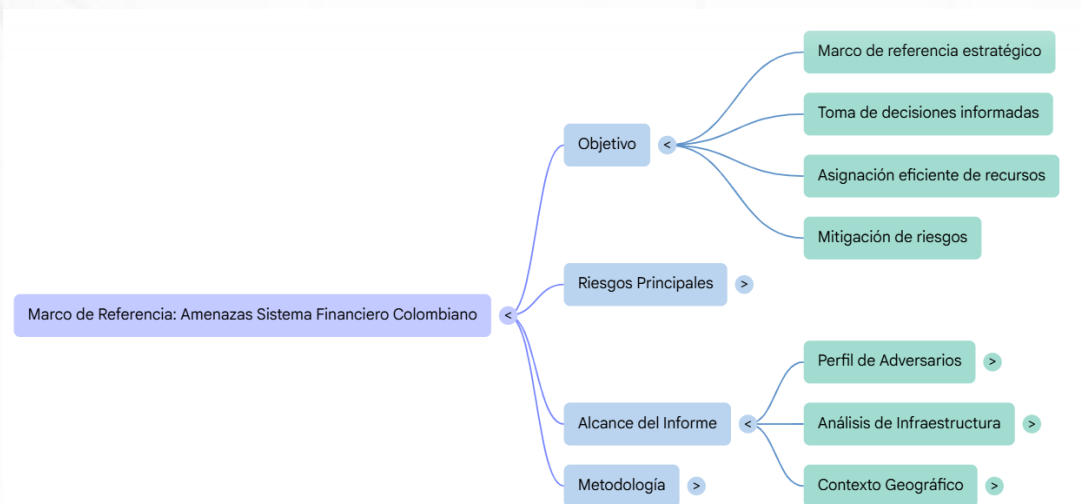 Marco de Referencia: Amenazas Sistema Financiero Colombiano
<
Objetivo
<
Marco de referencia estratégico
Toma de decisiones informadas
Asignación eficiente de recursos
Mitigación de riesgos
Riesgos Principales
>
Alcance del Informe
<
Perfil de Adversarios
>
Análisis de Infraestructura
>
Contexto Geográfico
>
Metodología
>